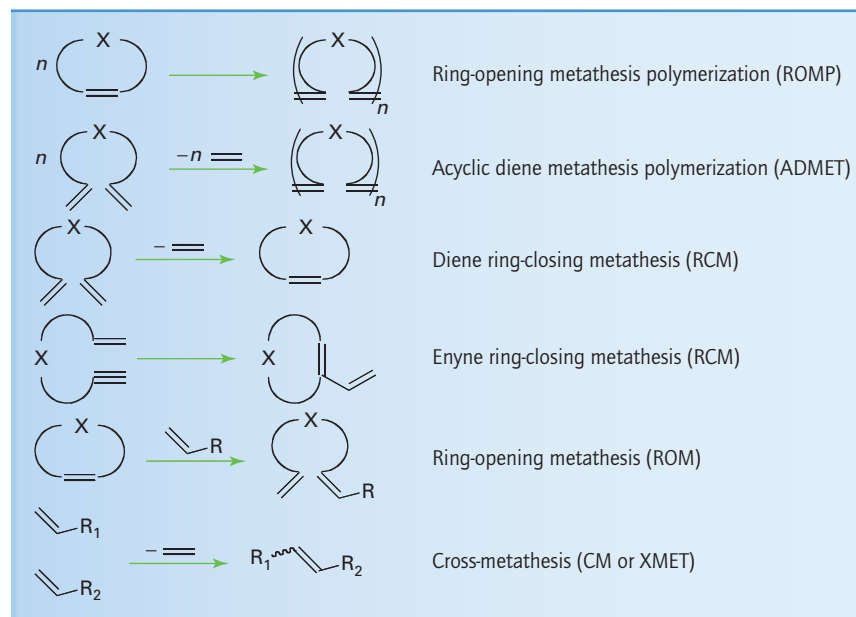 n X X n Ring-opening metathesis polymerization (ROMP)
n X –n X n Acyclic diene metathesis polymerization (ADMET)
X – X Diene ring-closing metathesis (RCM)
X X Enyne ring-closing metathesis (RCM)
X R X R Ring-opening metathesis (ROM)
R1
R2 – R1 R2 Cross-metathesis (CM or XMET)